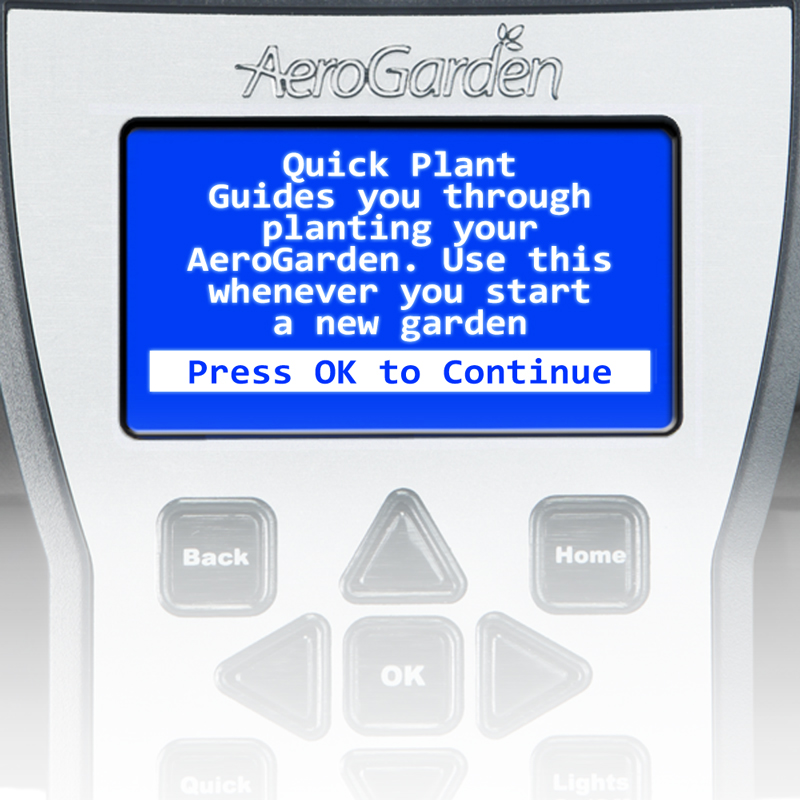 AeroGarden
Quick Plant
Guides you through
planting your
AeroGarden. Use this
whenever you start
a new garden
Press OK to Continue
Back
Home
OK
Quick
Lights